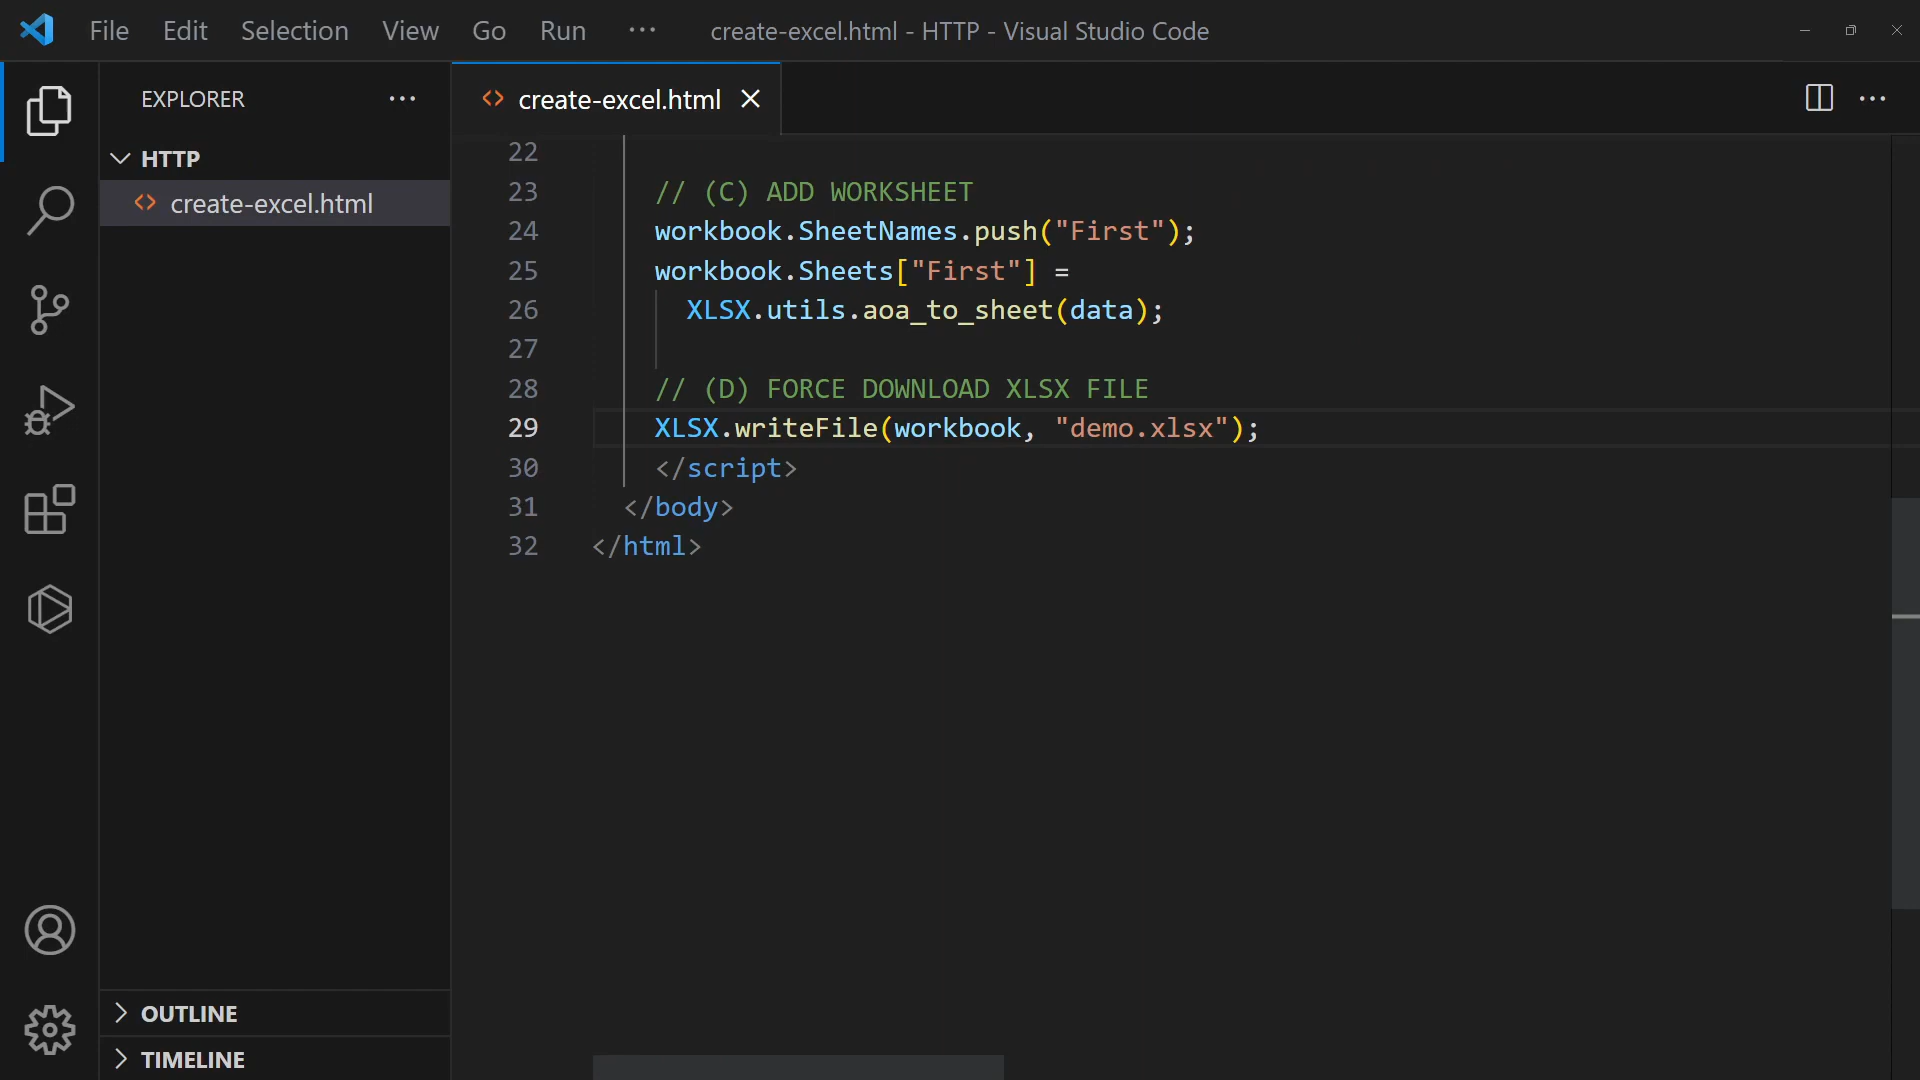 File Edit Selection View Go Run ··· create-excel.html - HTTP - Visual Studio Code
EXPLORER ···
create-excel.html
HTTP
create-excel.html
22
23 // (C) ADD WORKSHEET
24 workbook.SheetNames.push("First");
25 workbook.Sheets["First"] =
26 XLSX.utils.aoa_to_sheet(data);
27
28 // (D) FORCE DOWNLOAD XLSX FILE
29 XLSX.writeFile(workbook, "demo.xlsx");
30 </script>
31 </body>
32 </html>
OUTLINE
TIMELINE